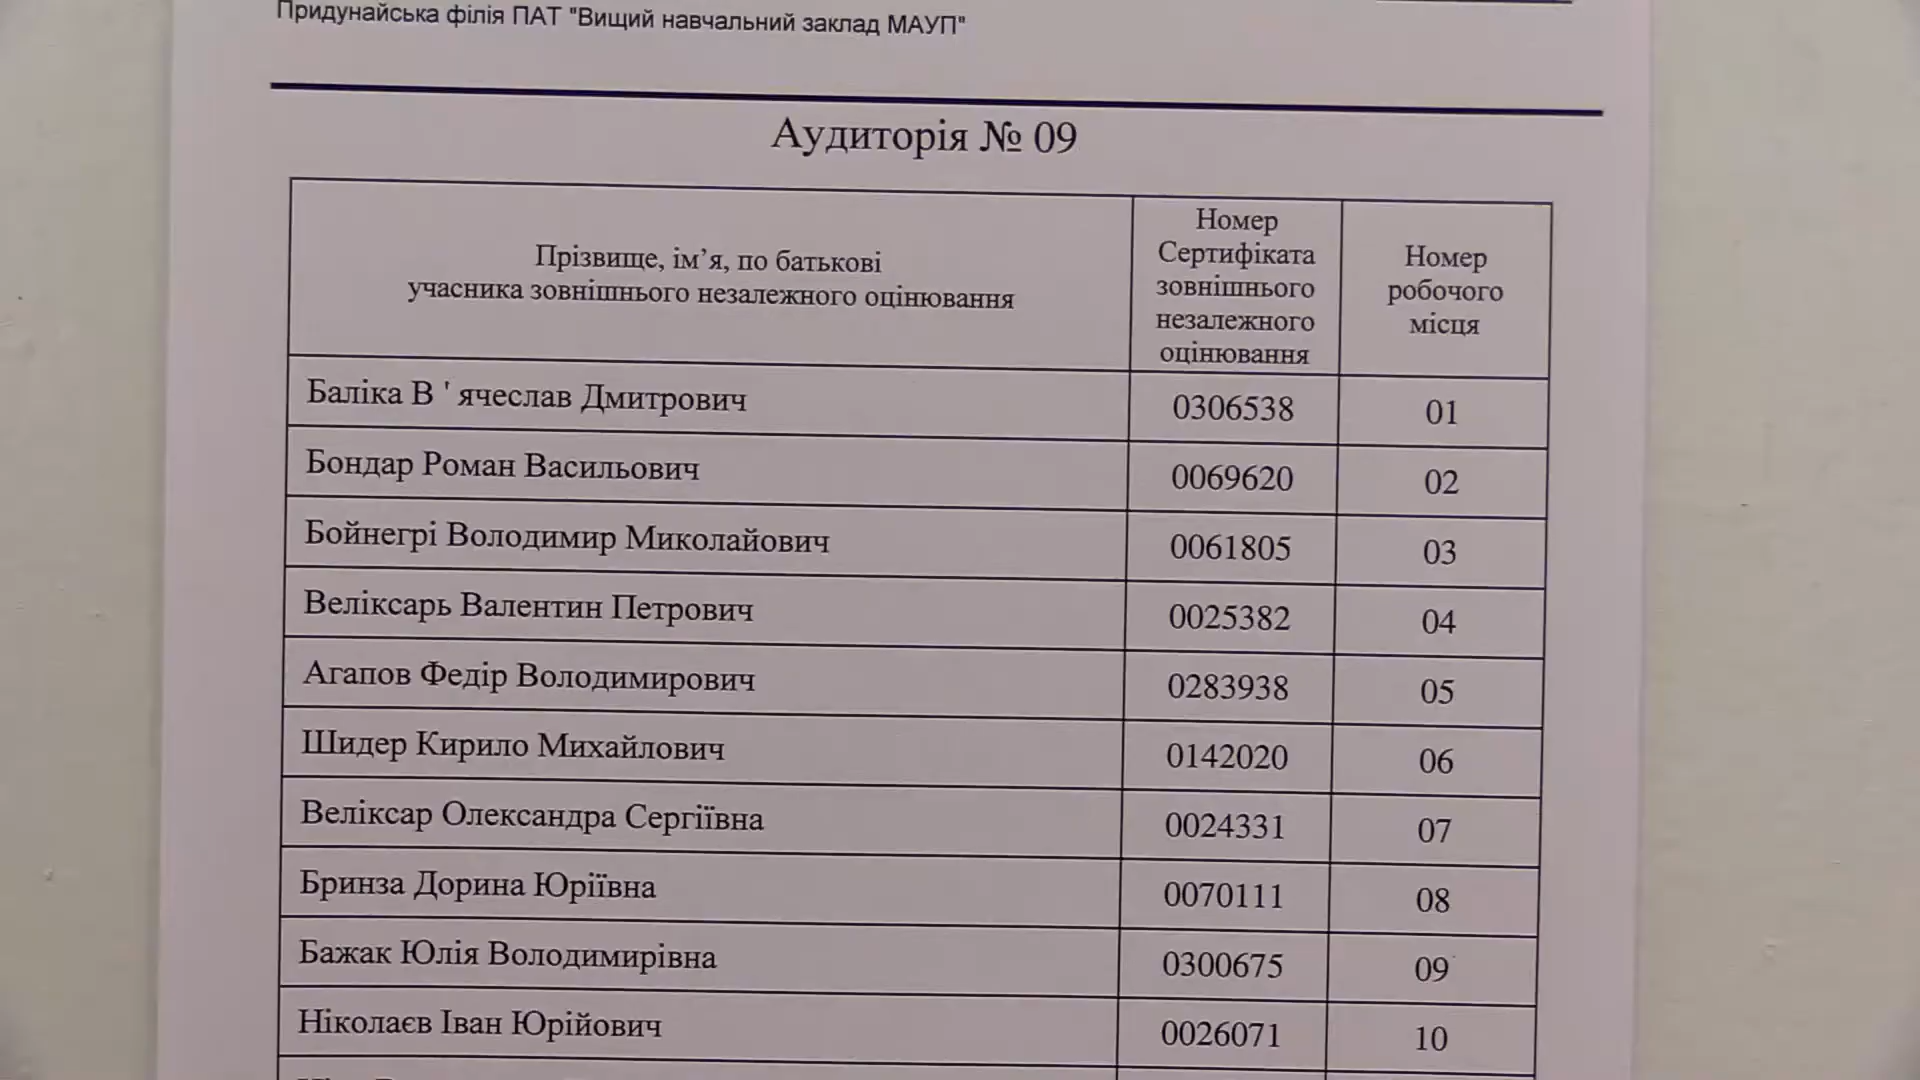 Придунайська філія ПАТ "Вищий навчальний заклад МАУП"
Аудиторія № 09
Прізвище, ім’я, по батькові
учасника зовнішнього незалежного оцінювання
Номер
Сертифіката
зовнішнього
незалежного
оцінювання
Номер
робочого
місця
Баліка В ' ячеслав Дмитрович 0306538 01
Бондар Роман Васильович 0069620 02
Бойнегрі Володимир Миколайович 0061805 03
Веліксарь Валентин Петрович 0025382 04
Агапов Федір Володимирович 0283938 05
Шидер Кирило Михайлович 0142020 06
Веліксар Олександра Сергіївна 0024331 07
Бринза Дорина Юріївна 0070111 08
Бажак Юлія Володимирівна 0300675 09
Ніколаєв Іван Юрійович 0026071 10